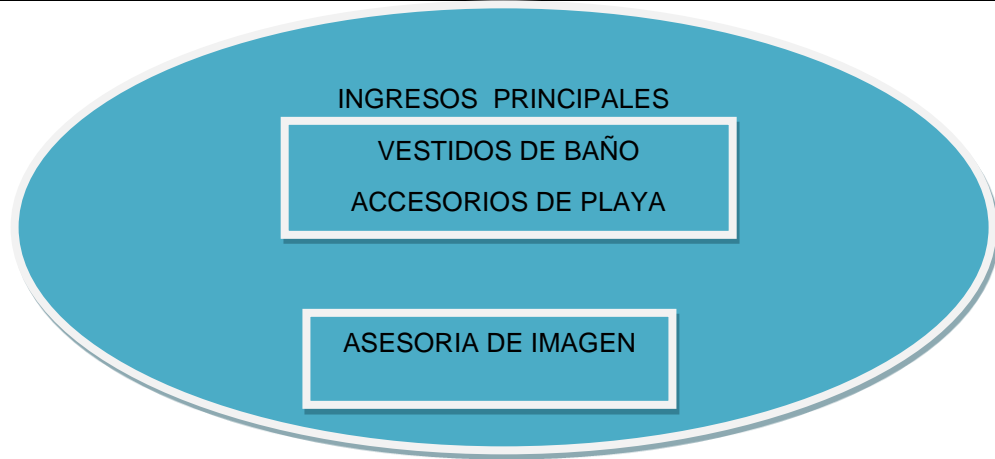 INGRESOS PRINCIPALES
VESTIDOS DE BAÑO
ACCESORIOS DE PLAYA
ASESORIA DE IMAGEN